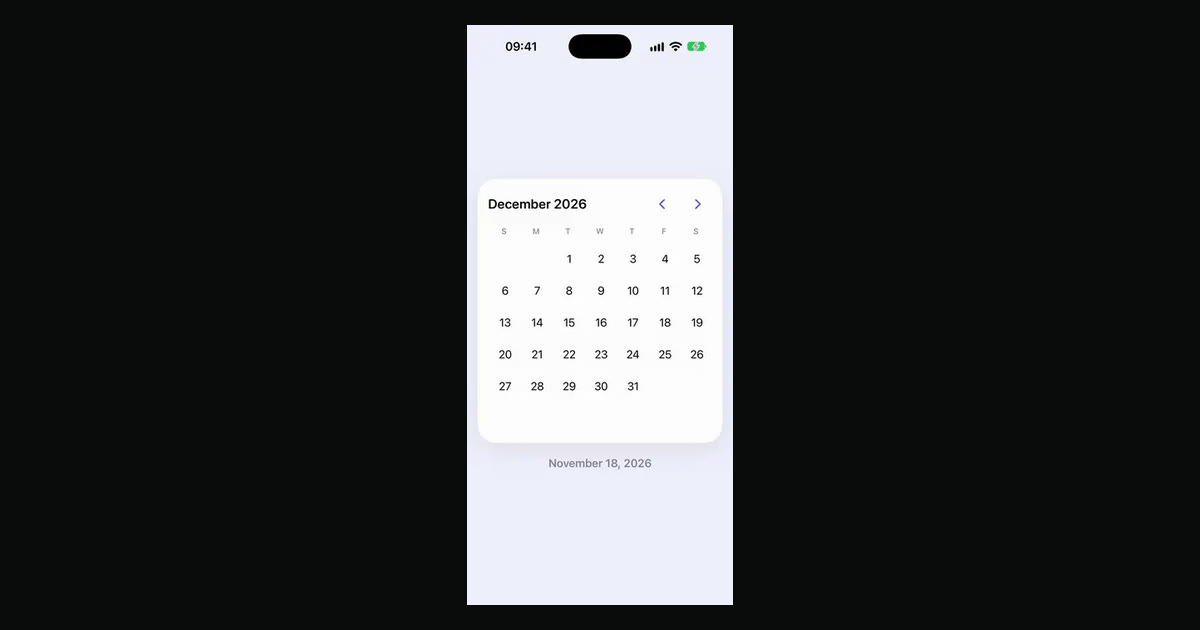 09:41
December 2026
S M T W T F S
1 2 3 4 5
6 7 8 9 10 11 12
13 14 15 16 17 18 19
20 21 22 23 24 25 26
27 28 29 30 31
November 18, 2026